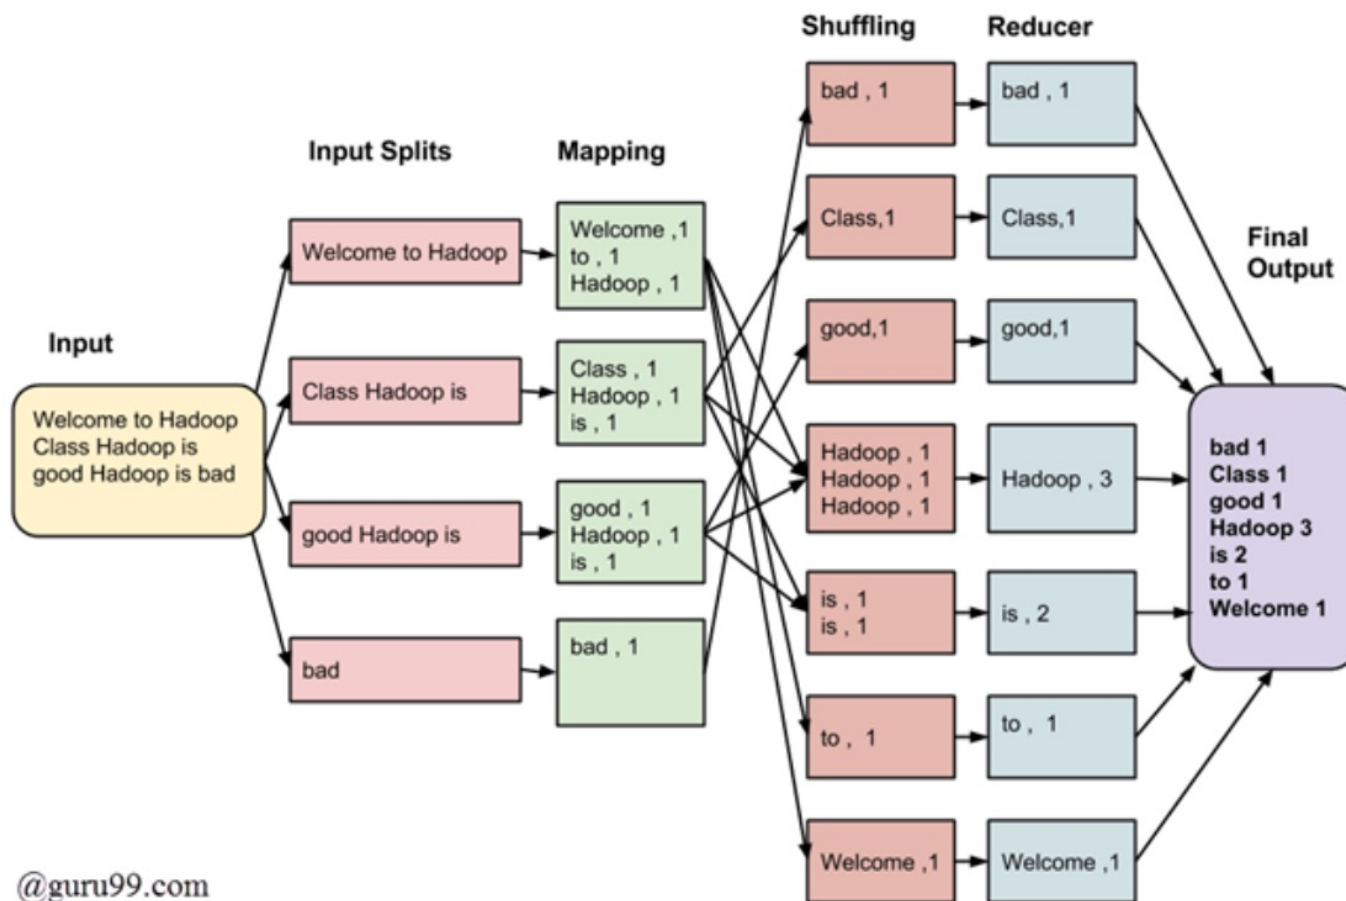 Input
Welcome to Hadoop
Class Hadoop is
good Hadoop is bad
Input Splits
Welcome to Hadoop
Class Hadoop is
good Hadoop is
bad
Mapping
Welcome ,1
to , 1
Hadoop , 1
Class , 1
Hadoop , 1
is , 1
good , 1
Hadoop , 1
is , 1
bad , 1
Shuffling
bad , 1
Class,1
good,1
Hadoop , 1
Hadoop , 1
Hadoop , 1
is , 1
is , 1
to , 1
Welcome ,1
Reducer
bad , 1
Class,1
good,1
Hadoop , 3
is , 2
to , 1
Welcome ,1
Final
Output
bad 1
Class 1
good 1
Hadoop 3
is 2
to 1
Welcome 1
@guru99.com